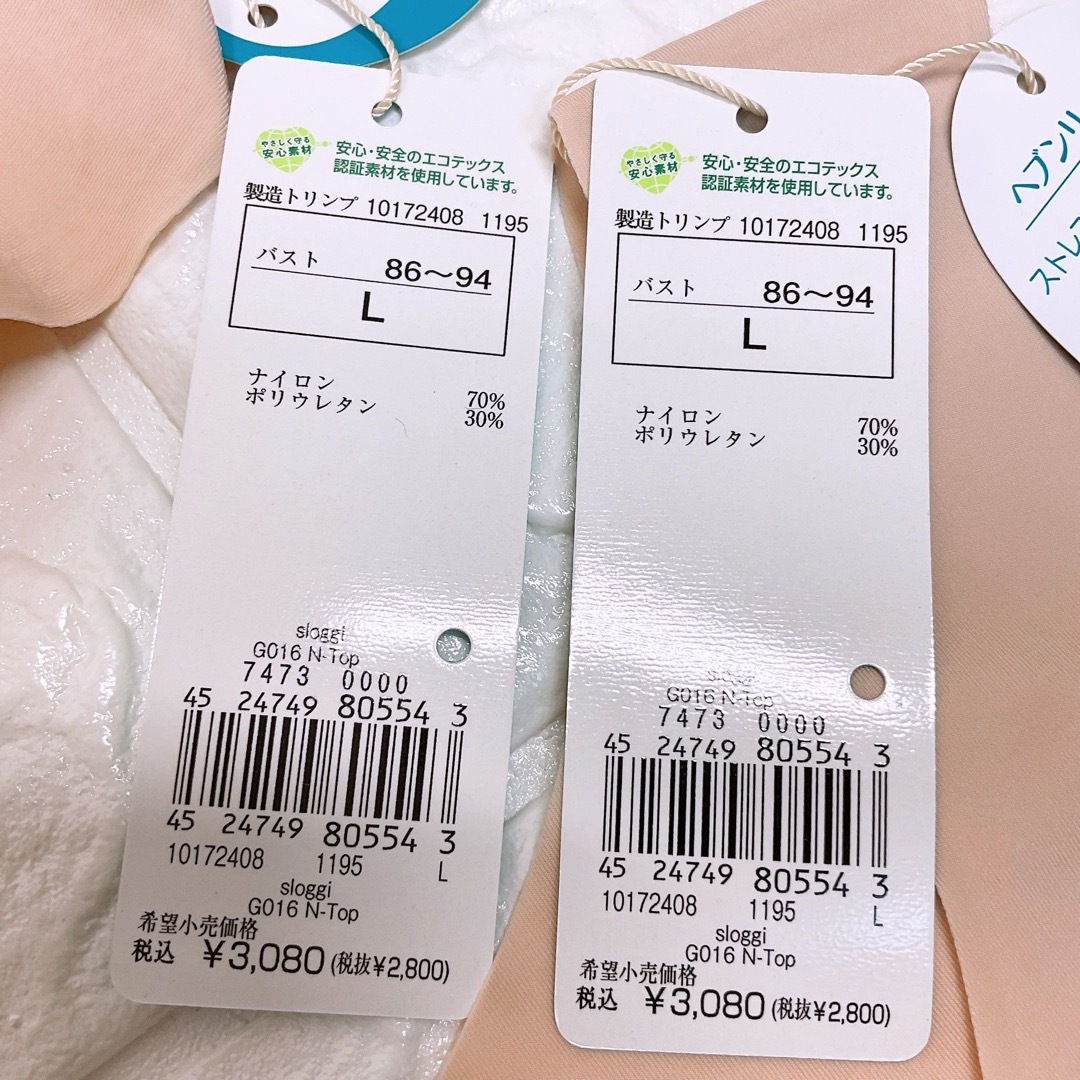 やさしく守る
安心素材
安心・安全のエコテックス
認証素材を使用しています。
製造トリンプ 10172408 1195
バスト 86～94
L
ナイロン 70%
ポリウレタン 30%
sloggi
G016 N-Top
7473 0000
45 24749 80554 3
45 24749 80554 3
10172408 1195 L
sloggi
G016 N-Top
希望小売価格
税込 ¥3,080 (税抜¥2,800)
やさしく守る
安心素材
安心・安全のエコテックス
認証素材を使用しています。
製造トリンプ 10172408 1195
バスト 86～94
L
ナイロン 70%
ポリウレタン 30%
sloggi
G016 N-Top
7473 0000
45 24749 80554 3
45 24749 80554 3
10172408 1195 L
sloggi
G016 N-Top
希望小売価格
税込 ¥3,080 (税抜¥2,800)
ヘブンリ
ストレス